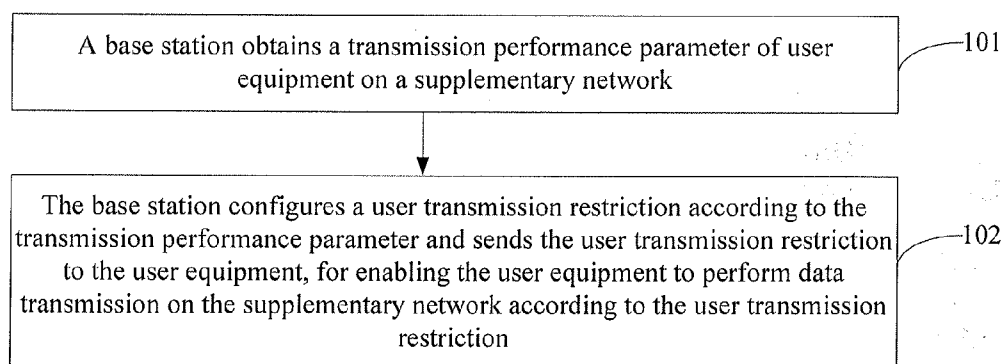 A base station obtains a transmission performance parameter of user
equipment on a supplementary network
101
The base station configures a user transmission restriction according to the
transmission performance parameter and sends the user transmission restriction
to the user equipment, for enabling the user equipment to perform data
transmission on the supplementary network according to the user transmission
restriction
102